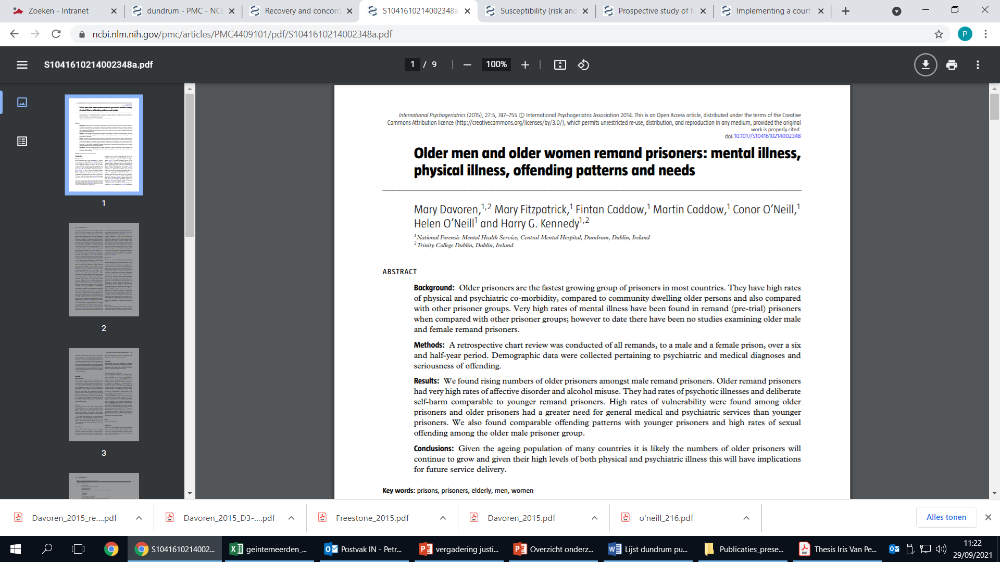 Zoeken - Intranet
dundrum - PMC - NCB
Recovery and concord
S1041610214002348a
Susceptibility (risk and
Prospective study of fa
Implementing a court
ncbi.nlm.nih.gov/pmc/articles/PMC4409101/pdf/S1041610214002348a.pdf
P
S1041610214002348a.pdf
1 / 9
100%
1
2
3
International Psychogeriatrics (2015), 27:5, 747–755 © International Psychogeriatric Association 2014. This is an Open Access article, distributed under the terms of the Creative
Commons Attribution licence (http://creativecommons.org/licenses/by/3.0/), which permits unrestricted re-use, distribution, and reproduction in any medium, provided the original
work is properly cited.
doi:10.1017/S1041610214002348
Older men and older women remand prisoners: mental illness,
physical illness, offending patterns and needs
Mary Davoren,1,2 Mary Fitzpatrick,1 Fintan Caddow,1 Martin Caddow,1 Conor O'Neill,1
Helen O'Neill1 and Harry G. Kennedy1,2
1 National Forensic Mental Health Service, Central Mental Hospital, Dundrum, Dublin, Ireland
2 Trinity College Dublin, Dublin, Ireland
ABSTRACT
Background: Older prisoners are the fastest growing group of prisoners in most countries. They have high rates
of physical and psychiatric co-morbidity, compared to community dwelling older persons and also compared
with other prisoner groups. Very high rates of mental illness have been found in remand (pre-trial) prisoners
when compared with other prisoner groups; however to date there have been no studies examining older male
and female remand prisoners.
Methods: A retrospective chart review was conducted of all remands, to a male and a female prison, over a six
and half-year period. Demographic data were collected pertaining to psychiatric and medical diagnoses and
seriousness of offending.
Results: We found rising numbers of older prisoners amongst male remand prisoners. Older remand prisoners
had very high rates of affective disorder and alcohol misuse. They had rates of psychotic illnesses and deliberate
self-harm comparable to younger remand prisoners. High rates of vulnerability were found among older
prisoners and older prisoners had a greater need for general medical and psychiatric services than younger
prisoners. We also found comparable offending patterns with younger prisoners and high rates of sexual
offending among the older male prisoner group.
Conclusions: Given the ageing population of many countries it is likely the numbers of older prisoners will
continue to grow and given their high levels of both physical and psychiatric illness this will have implications
for future service delivery.
Key words: prisons, prisoners, elderly, men, women
Davoren_2015_re....pdf
Davoren_2015_D3-....pdf
Freestone_2015.pdf
Davoren_2015.pdf
o'neill_216.pdf
Alles tonen
S1041610214002...
geinterneerden_...
Postvak IN - Petr...
vergadering justi...
Overzicht onderz...
Lijst dundrum pu...
Publicaties_prese...
Thesis Iris Van Pe...
11:22
29/09/2021